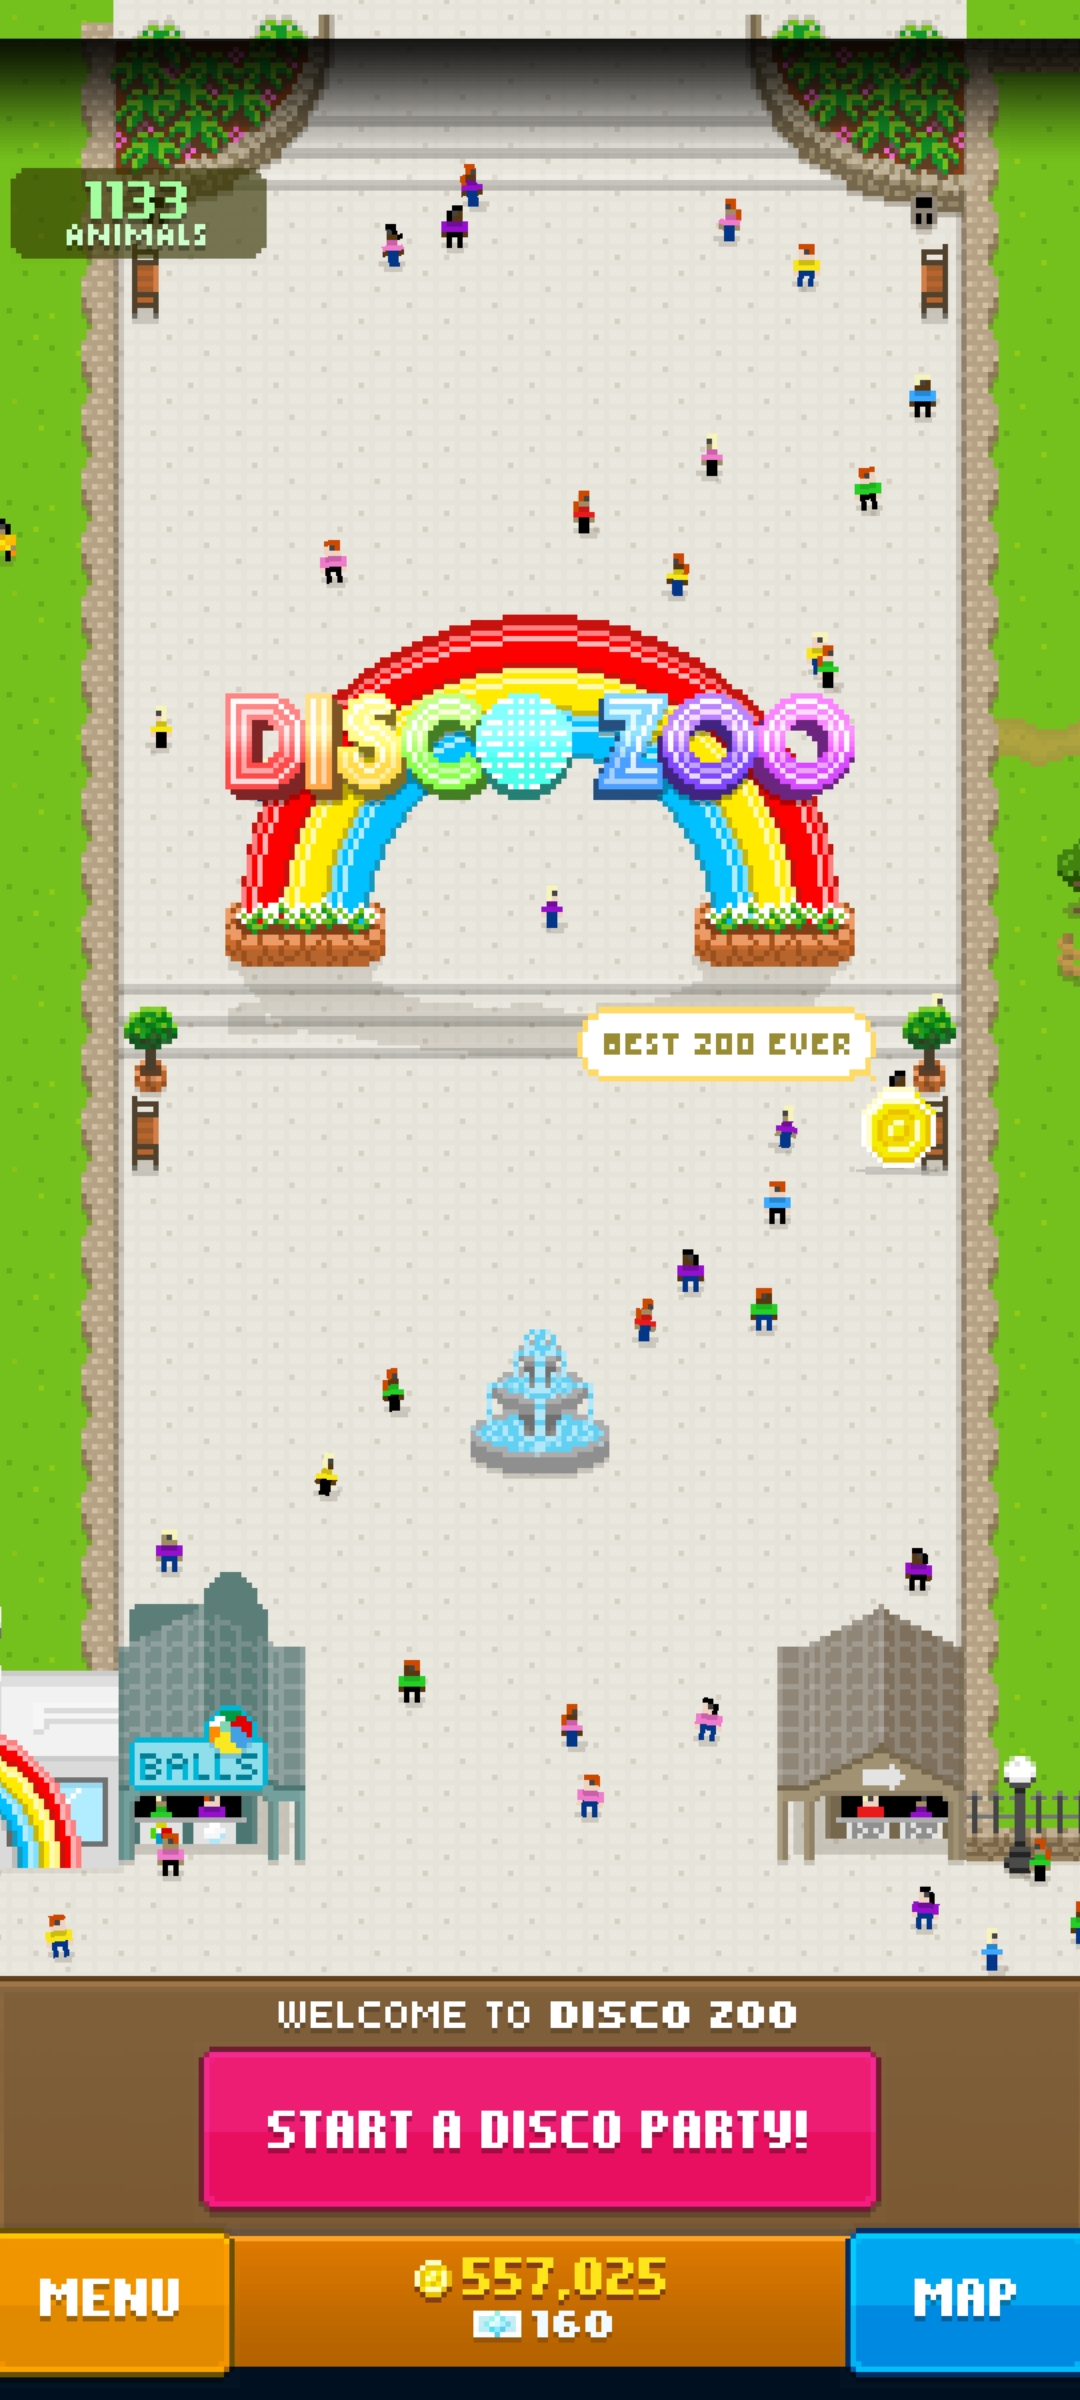 1133
ANIMALS
DISCO ZOO
BEST ZOO EVER
BALLS
WELCOME TO DISCO ZOO
START A DISCO PARTY!
MENU
557,025
160
MAP